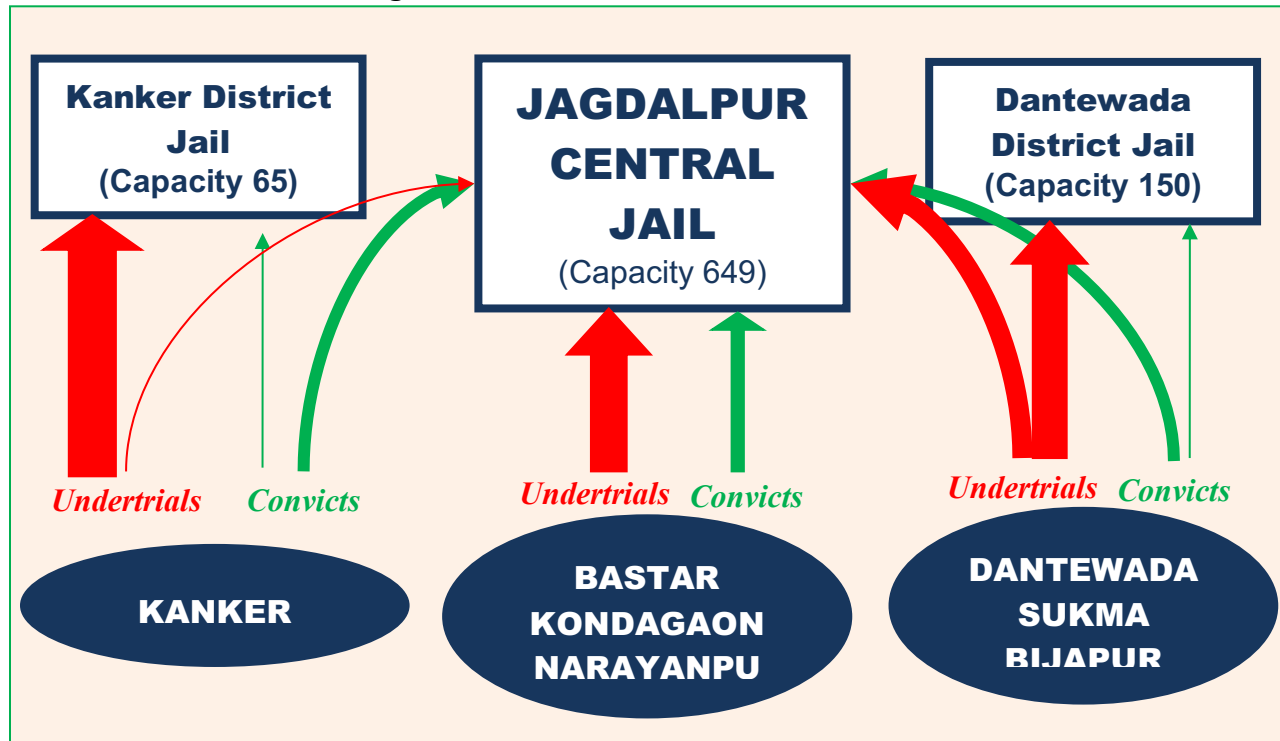 Kanker District
Jail
(Capacity 65)
JAGDALPUR
CENTRAL
JAIL
(Capacity 649)
Dantewada
District Jail
(Capacity 150)
Undertrials
Convicts
Undertrials
Convicts
Undertrials
Convicts
KANKER
BASTAR
KONDAGAON
NARAYANPU
DANTEWADA
SUKMA
BIJAPUR